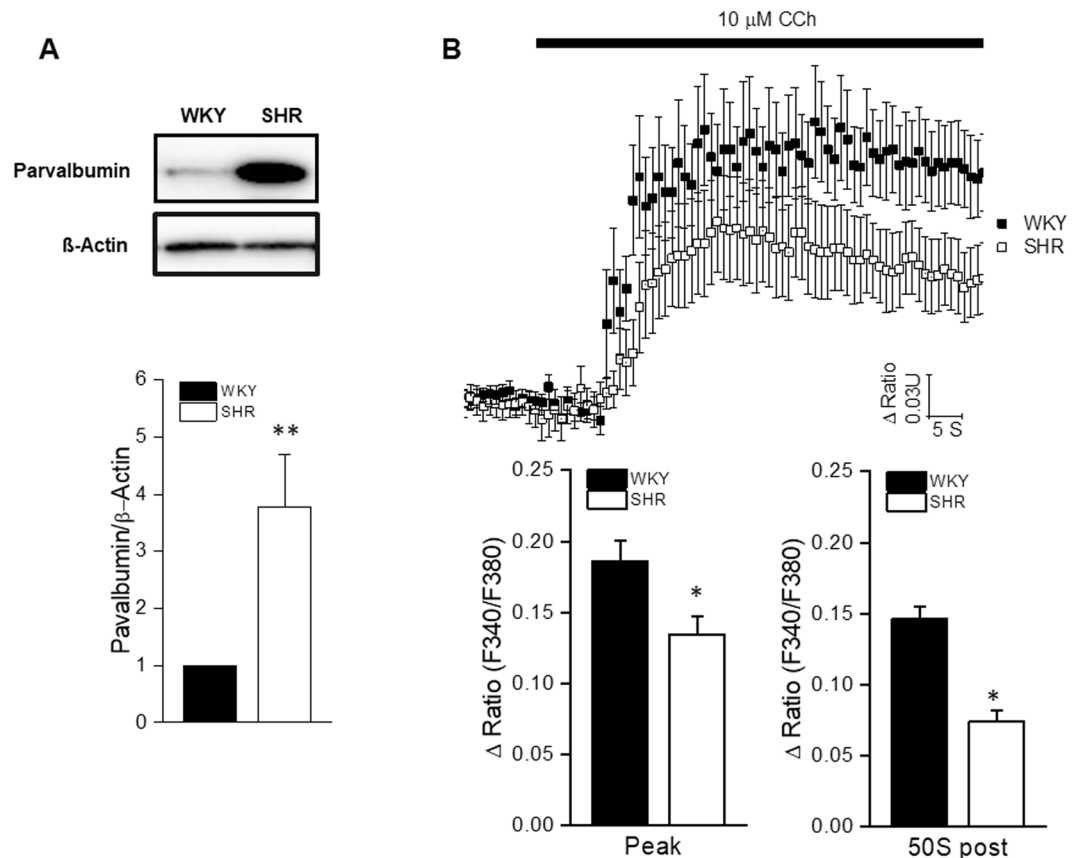 A
WKY SHR
Parvalbumin
ß-Actin
6
5
4
3
2
1
0
Pavalbumin/β–Actin
WKY
SHR
**
B
10 μM CCh
WKY
SHR
Δ Ratio
0.03U
5 S
0.25
0.20
0.15
0.10
0.05
0.00
Δ Ratio (F340/F380)
WKY
SHR
*
Peak
0.25
0.20
0.15
0.10
0.05
0.00
Δ Ratio (F340/F380)
WKY
SHR
*
50S post